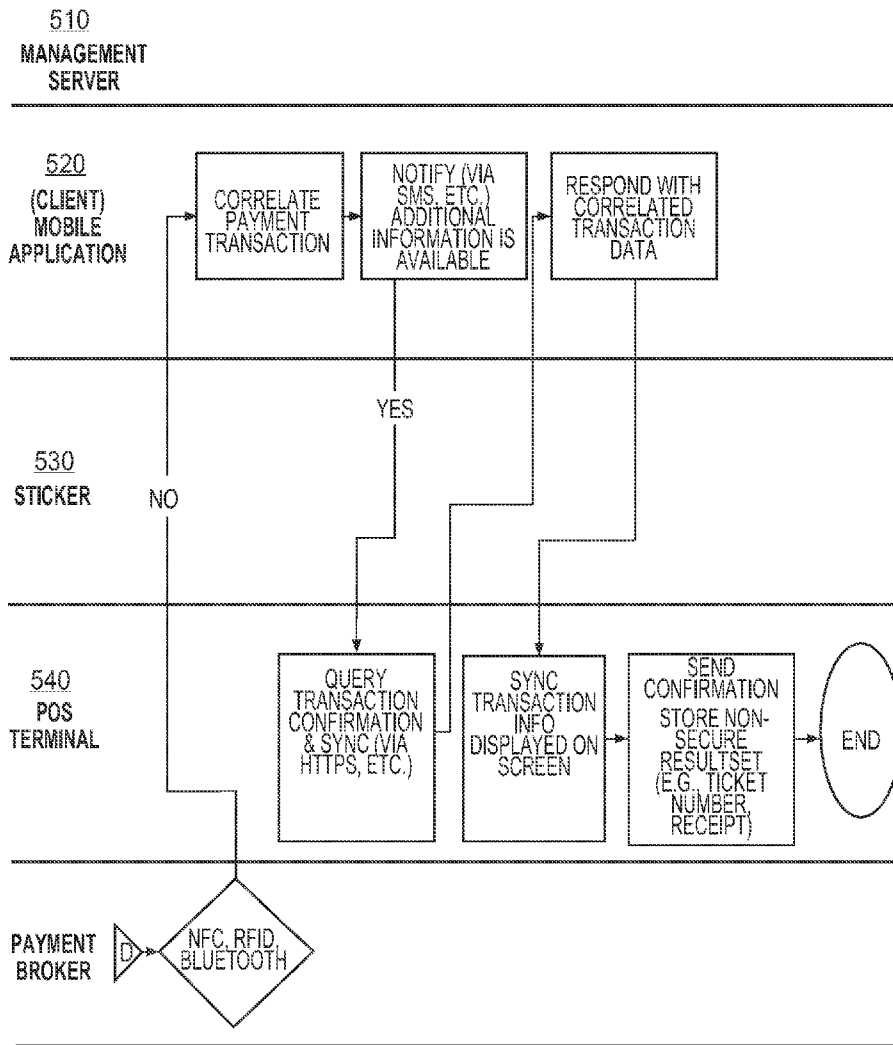 510
MANAGEMENT
SERVER
520
(CLIENT)
MOBILE
APPLICATION
CORRELATE
PAYMENT
TRANSACTION
NOTIFY (VIA
SMS, ETC.)
ADDITIONAL
INFORMATION IS
AVAILABLE
RESPOND WITH
CORRELATED
TRANSACTION
DATA
530
STICKER
NO
YES
540
POS
TERMINAL
QUERY
TRANSACTION
CONFIRMATION
& SYNC (VIA
HTTPS, ETC.)
SYNC
TRANSACTION
INFO
DISPLAYED ON
SCREEN
SEND
CONFIRMATION
STORE NON-
SECURE
RESULTSET
(E.G., TICKET
NUMBER,
RECEIPT)
END
PAYMENT
BROKER
D
NFC, RFID,
BLUETOOTH